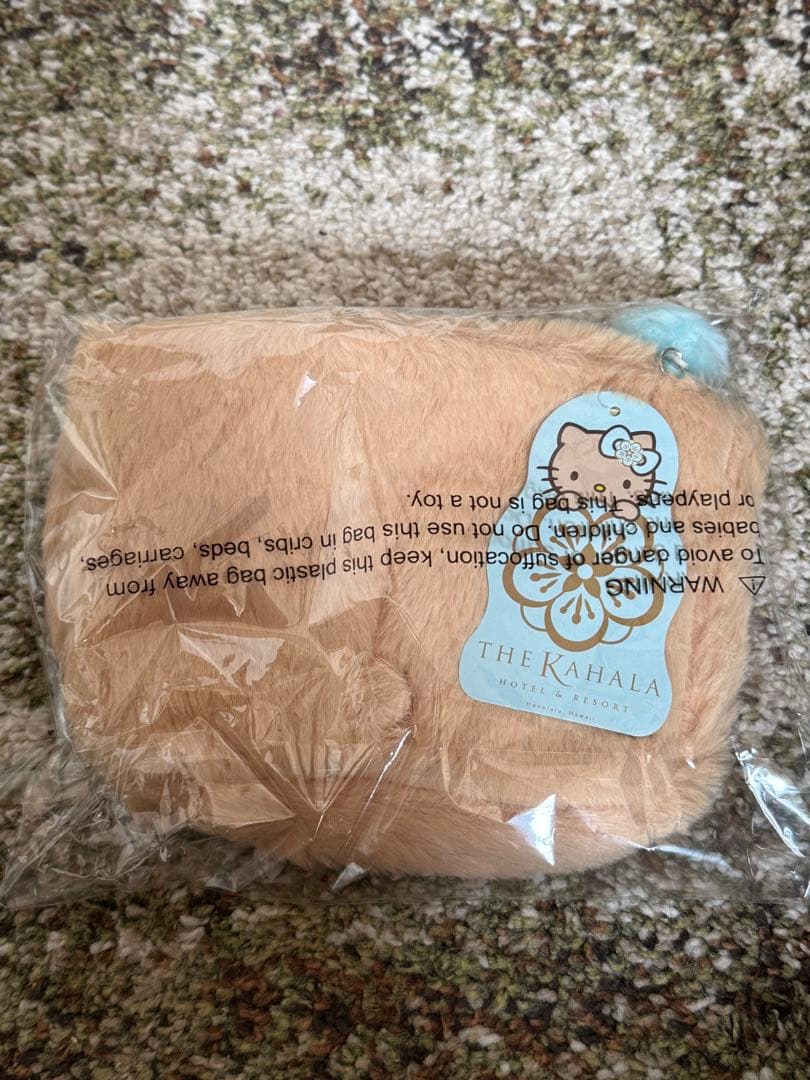 ⚠ WARNING
To avoid danger of suffocation, keep this plastic bag away from
babies and children. Do not use this bag in cribs, beds, carriages,
or playpens. This bag is not a toy.
THE KAHALA
HOTEL & RESORT
Honolulu, Hawaii